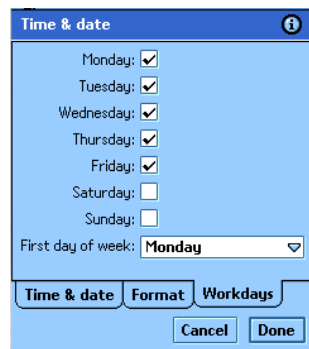 Time & date
Monday:
Tuesday:
Wednesday:
Thursday:
Friday:
Saturday:
Sunday:
First day of week: Monday
Time & date Format Workdays
Cancel Done